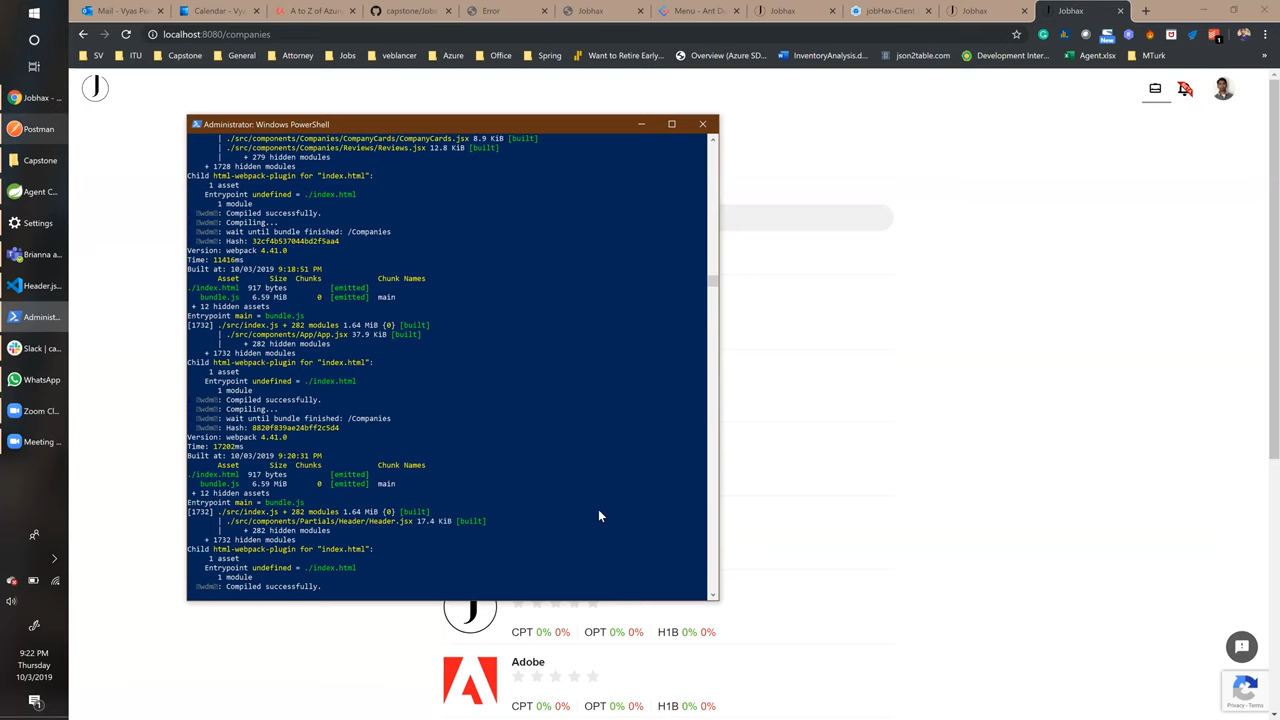 Mail - Vyas Pen
Calendar - Vya
A to Z of Azure
capstone/Jobs
Error
Jobhax
Menu - Ant De
Jobhax
jobHax-Client
Jobhax
Jobhax
localhost:8080/companies
SV
ITU
Capstone
General
Attorney
Jobs
Office
Spring
Want to Retire Early...
Overview (Azure SD...
veblancer
Azure
InventoryAnalysis.d...
json2table.com
Development Inter...
Agent.xlsx
MTurk
New
Jobhax - ...
Postman
Capstone
Agent C...
Settings
Brianna a...
Header.js...
Administ...
Slack | ca...
WhatsApp
Zoom Cl...
Meeting ...
9:22 PM
Thursday
10/3/2019
J
Administrator: Windows PowerShell
| ./src/components/Companies/CompanyCards/CompanyCards.jsx 8.9 KiB [built]
| ./src/components/Companies/Reviews/Reviews.jsx 12.8 KiB [built]
| + 279 hidden modules
+ 1728 hidden modules
Child html-webpack-plugin for "index.html":
1 asset
Entrypoint undefined = ./index.html
1 module
wdm: Compiled successfully.
wdm: Compiling...
wdm: wait until bundle finished: /Companies
wdm: Hash: 32cf4b537044bd2f5aa4
Version: webpack 4.41.0
Time: 11416ms
Built at: 10/03/2019 9:18:51 PM
Asset Size Chunks Chunk Names
./index.html 917 bytes [emitted]
bundle.js 6.59 MiB 0 [emitted] main
+ 12 hidden assets
Entrypoint main = bundle.js
[1732] ./src/index.js + 282 modules 1.64 MiB {0} [built]
| ./src/components/App/App.jsx 37.9 KiB [built]
| + 282 hidden modules
+ 1732 hidden modules
Child html-webpack-plugin for "index.html":
1 asset
Entrypoint undefined = ./index.html
1 module
wdm: Compiled successfully.
wdm: Compiling...
wdm: wait until bundle finished: /Companies
wdm: Hash: 8820f839ae24bff2c5d4
Version: webpack 4.41.0
Time: 17202ms
Built at: 10/03/2019 9:20:31 PM
Asset Size Chunks Chunk Names
./index.html 917 bytes [emitted]
bundle.js 6.59 MiB 0 [emitted] main
+ 12 hidden assets
Entrypoint main = bundle.js
[1732] ./src/index.js + 282 modules 1.64 MiB {0} [built]
| ./src/components/Partials/Header/Header.jsx 17.4 KiB [built]
| + 282 hidden modules
+ 1732 hidden modules
Child html-webpack-plugin for "index.html":
1 asset
Entrypoint undefined = ./index.html
1 module
wdm: Compiled successfully.
CPT 0% 0% OPT 0% 0% H1B 0% 0%
Adobe
CPT 0% 0% OPT 0% 0% H1B 0% 0%
Privacy - Terms